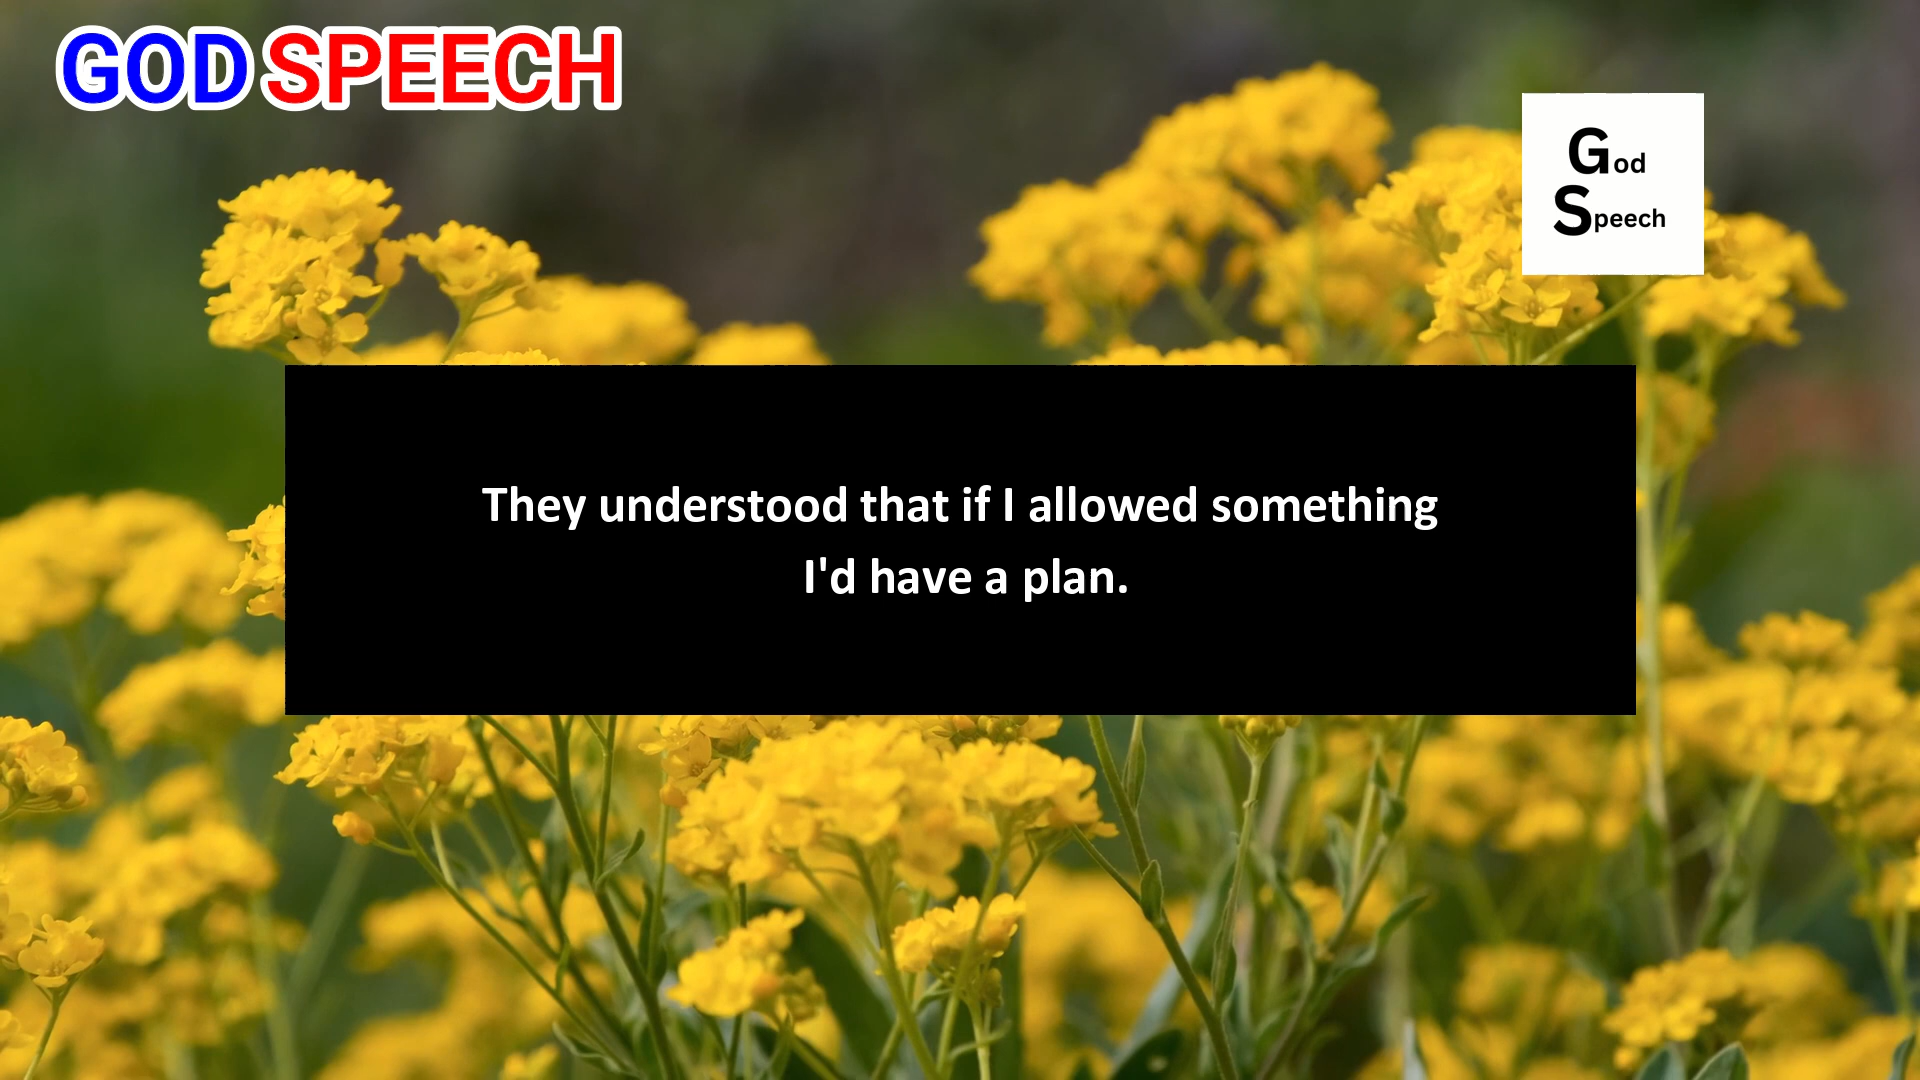 GOD SPEECH
God
Speech
They understood that if I allowed something
I'd have a plan.